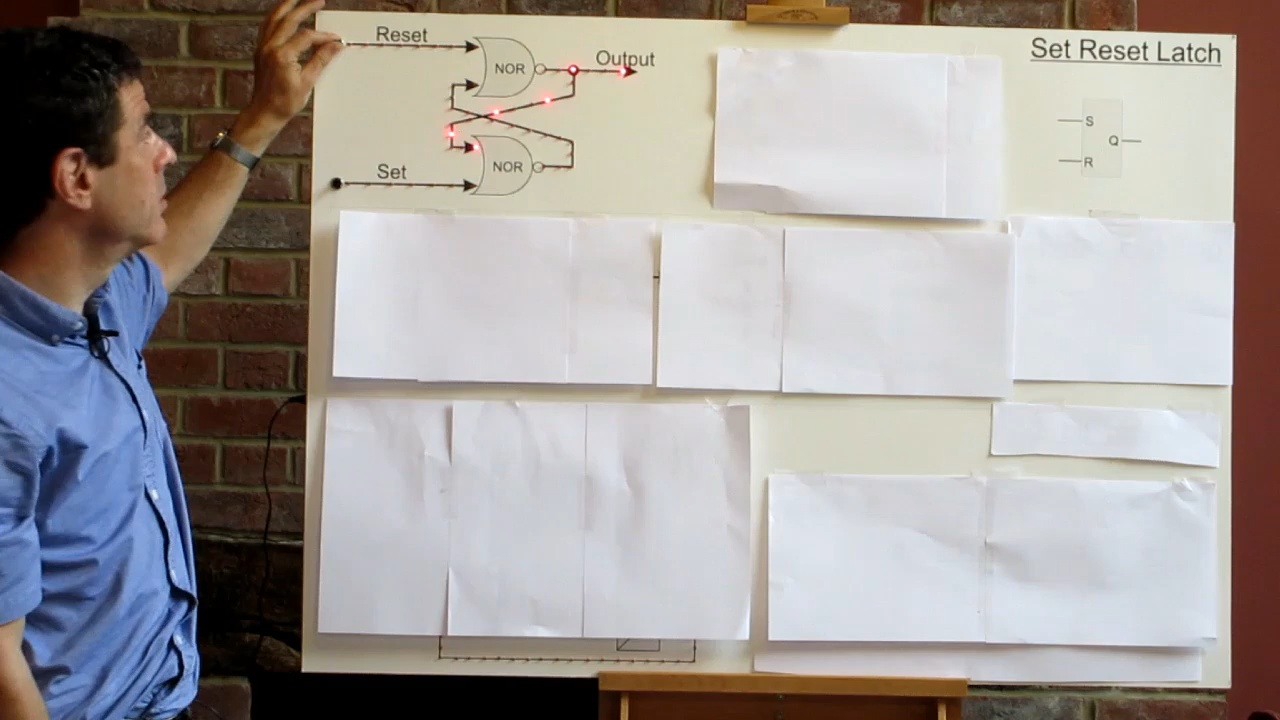 Set Reset Latch
Reset
NOR
Output
Set
NOR
S
Q
R